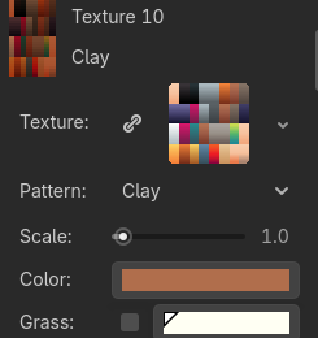 Texture 10
Clay
Texture:
Pattern: Clay
Scale: 1.0
Color:
Grass: